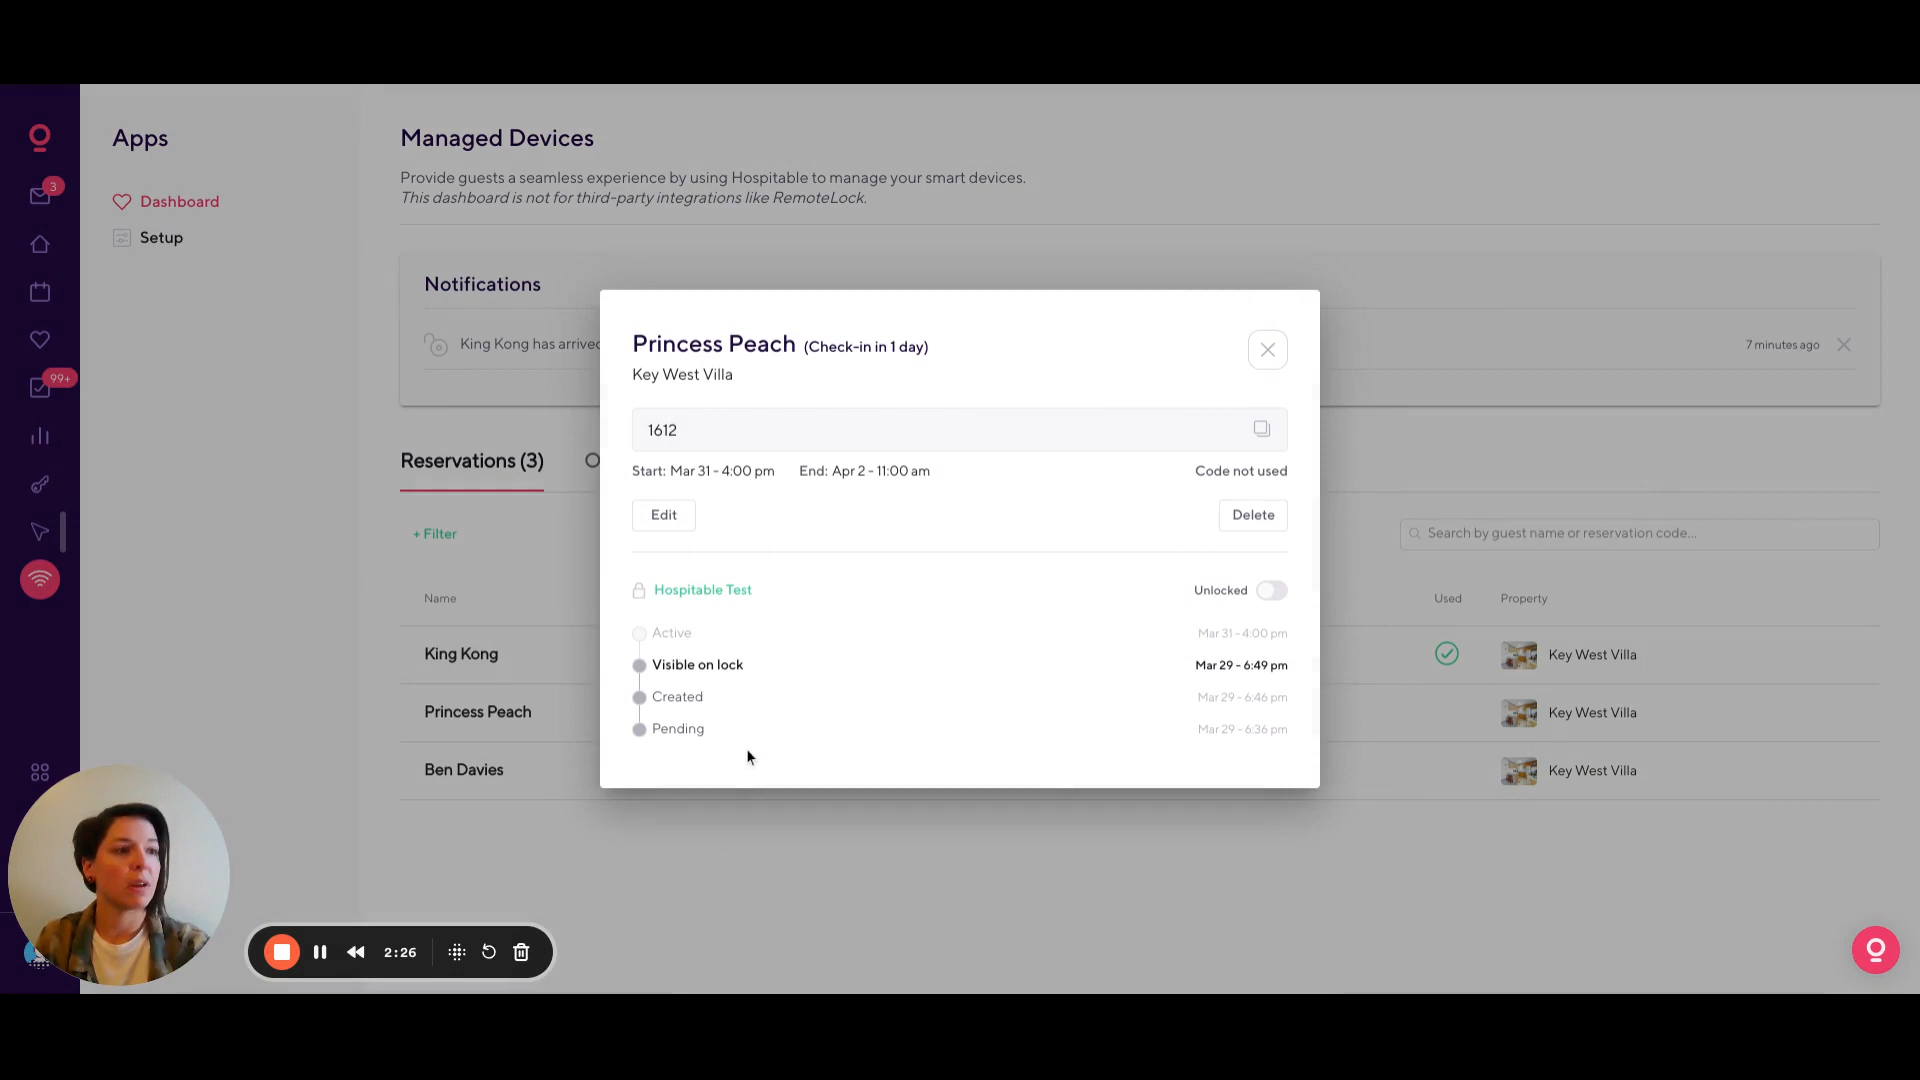 Apps
Dashboard
Setup
3
99+
Managed Devices
Provide guests a seamless experience by using Hospitable to manage your smart devices.
This dashboard is not for third-party integrations like RemoteLock.
Notifications
King Kong has arrived
7 minutes ago
Reservations (3)
+ Filter
Search by guest name or reservation code...
Name
Used
Property
King Kong
Key West Villa
Princess Peach
Key West Villa
Ben Davies
Key West Villa
Princess Peach (Check-in in 1 day)
Key West Villa
1612
Start: Mar 31 - 4:00 pm End: Apr 2 - 11:00 am Code not used
Edit
Delete
Hospitable Test
Unlocked
Active Mar 31 - 4:00 pm
Visible on lock Mar 29 - 6:49 pm
Created Mar 29 - 6:46 pm
Pending Mar 29 - 6:36 pm
2:26